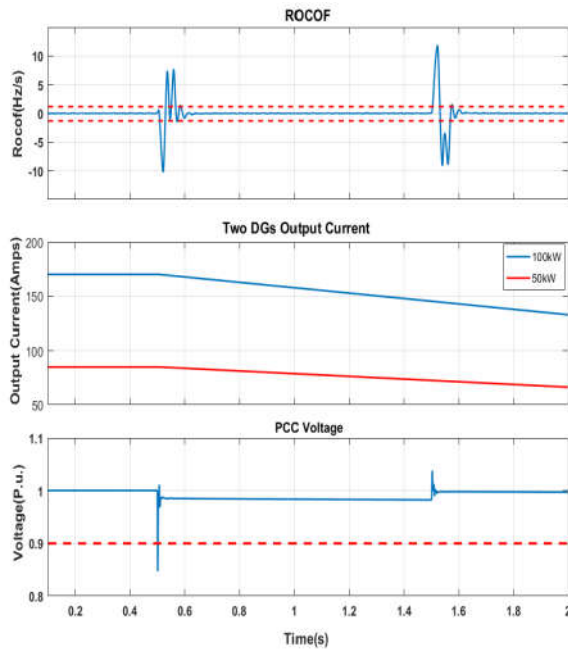 ROCOF
Rocof(Hz/s)
10
5
0
-5
-10
Two DGs Output Current
Output Current(Amps)
200
150
100
50
100kW
50kW
PCC Voltage
Voltage(P.u.)
1.1
1
0.9
0.8
0.2 0.4 0.6 0.8 1 1.2 1.4 1.6 1.8 2
Time(s)